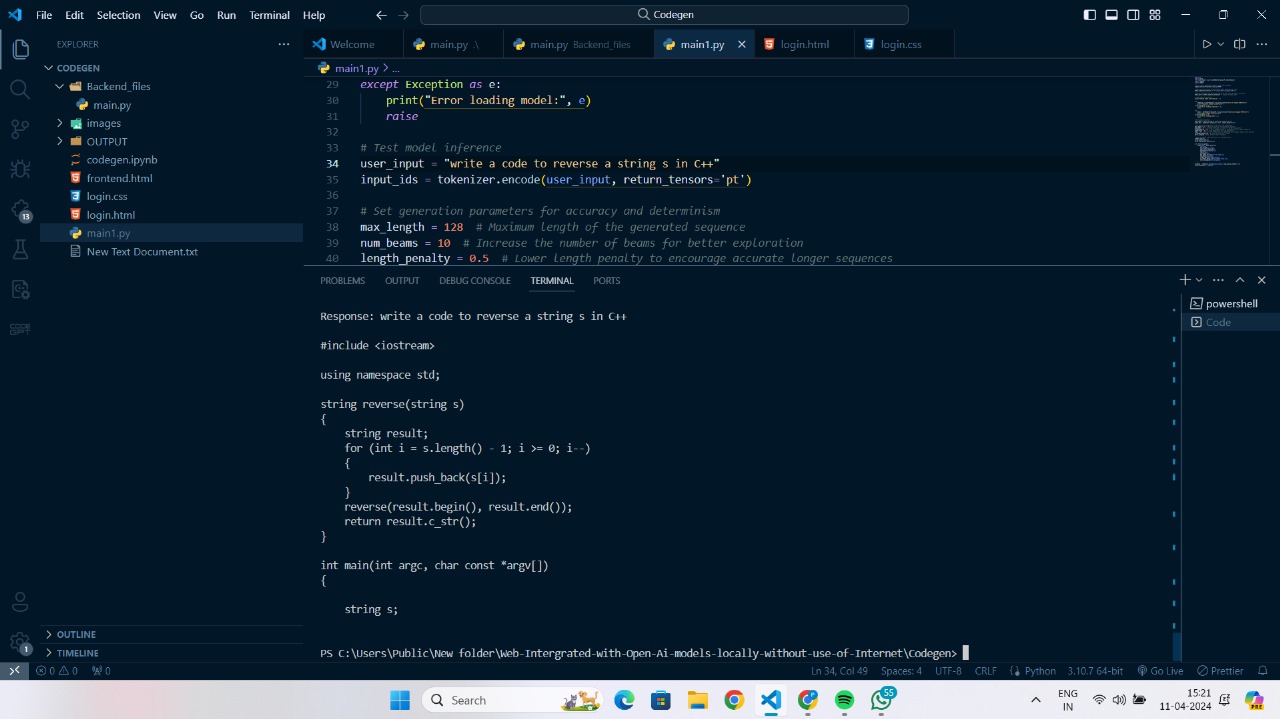 File Edit Selection View Go Run Terminal Help
Codegen
EXPLORER
Welcome
main.py .\
main.py Backend_files
main1.py
login.html
login.css
CODEGEN
Backend_files
main.py
images
OUTPUT
codegen.ipynb
frontend.html
login.css
login.html
main1.py
New Text Document.txt
OUTLINE
TIMELINE
13
1
main1.py > ...
29 except Exception as e:
30 print("Error loading model:", e)
31 raise
32
33 # Test model inference
34 user_input = "write a code to reverse a string s in C++"
35 input_ids = tokenizer.encode(user_input, return_tensors='pt')
36
37 # Set generation parameters for accuracy and determinism
38 max_length = 128 # Maximum length of the generated sequence
39 num_beams = 10 # Increase the number of beams for better exploration
40 length_penalty = 0.5 # Lower length penalty to encourage accurate longer sequences
PROBLEMS OUTPUT DEBUG CONSOLE TERMINAL PORTS
powershell
Code
Response: write a code to reverse a string s in C++
#include <iostream>
using namespace std;
string reverse(string s)
{
string result;
for (int i = s.length() - 1; i >= 0; i--)
{
result.push_back(s[i]);
}
reverse(result.begin(), result.end());
return result.c_str();
}
int main(int argc, char const *argv[])
{
string s;
PS C:\Users\Public\New folder\Web-Intergrated-with-Open-Ai-models-locally-without-use-of-Internet\Codegen>
0 0 0
Ln 34, Col 49 Spaces: 4 UTF-8 CRLF Python 3.10.7 64-bit Go Live Prettier
Search
55
ENG
IN
15:21
11-04-2024
PRE